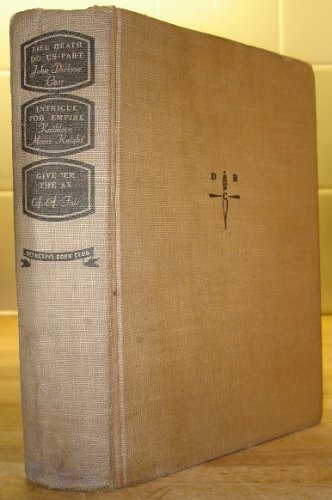 TILL DEATH
DO US PART
John Dickson
Carr
INTRIGUE
FOR EMPIRE
Kathleen
Moore Knight
GIVE 'EM
THE AX
A. A. Fair
DETECTIVE BOOK CLUB
D B
C